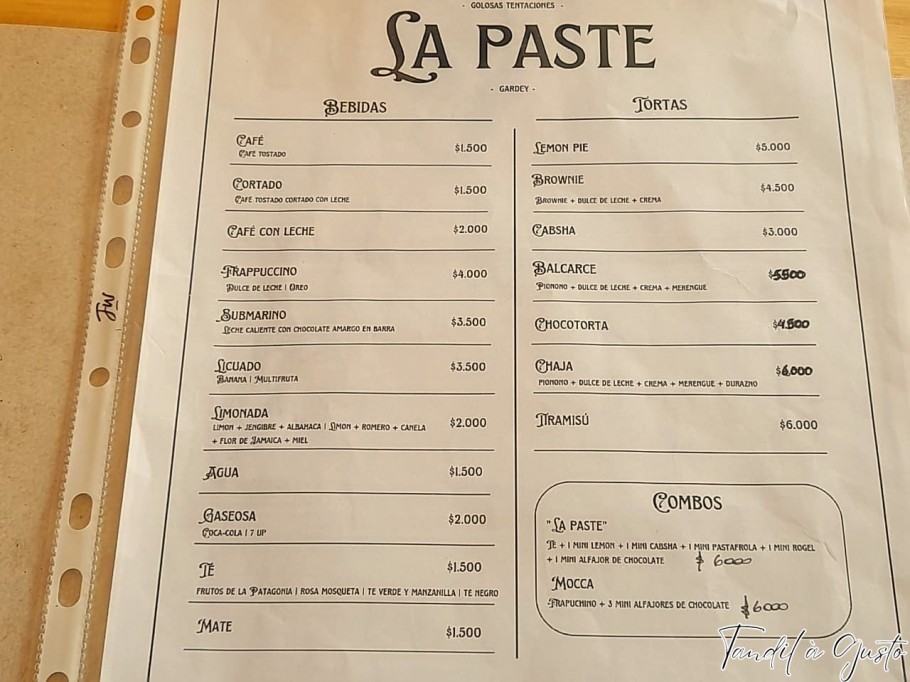 - GOLOSAS TENTACIONES -
LA PASTE
- GARDEY -
BEBIDAS
CAFÉ $1.500
CAFÉ TOSTADO
CORTADO $1.500
CAFÉ TOSTADO CORTADO CON LECHE
CAFÉ CON LECHE $2.000
FRAPPUCCINO $4.000
DULCE DE LECHE | OREO
SUBMARINO $3.500
LECHE CALIENTE CON CHOCOLATE AMARGO EN BARRA
LICUADO $3.500
BANANA | MULTIFRUTA
LIMONADA $2.000
LIMON + JENGIBRE + ALBAHACA | LIMON + ROMERO + CANELA
+ FLOR DE JAMAICA + MIEL
AGUA $1.500
GASEOSA $2.000
COCA-COLA | 7 UP
TÉ $1.500
FRUTOS DE LA PATAGONIA | ROSA MOSQUETA | TE VERDE Y MANZANILLA | TE NEGRO
MATE $1.500
TORTAS
LEMON PIE $5.000
BROWNIE $4.500
BROWNIE + DULCE DE LECHE + CREMA
CABSHA $3.000
BALCARCE $5500
PIONONO + DULCE DE LECHE + CREMA + MERENGUE
CHOCOTORTA $4.500
CHAJA $6.000
PIONONO + DULCE DE LECHE + CREMA + MERENGUE + DURAZNO
TIRAMISÚ $6.000
COMBOS
"LA PASTE"
TE + 1 MINI LEMON + 1 MINI CABSHA + 1 MINI PASTAFROLA + 1 MINI ROGEL
+ 1 MINI ALFAJOR DE CHOCOLATE $ 6000
MOCCA
FRAPUCHINO + 3 MINI ALFAJORES DE CHOCOLATE $6000
Tandil à Gusto